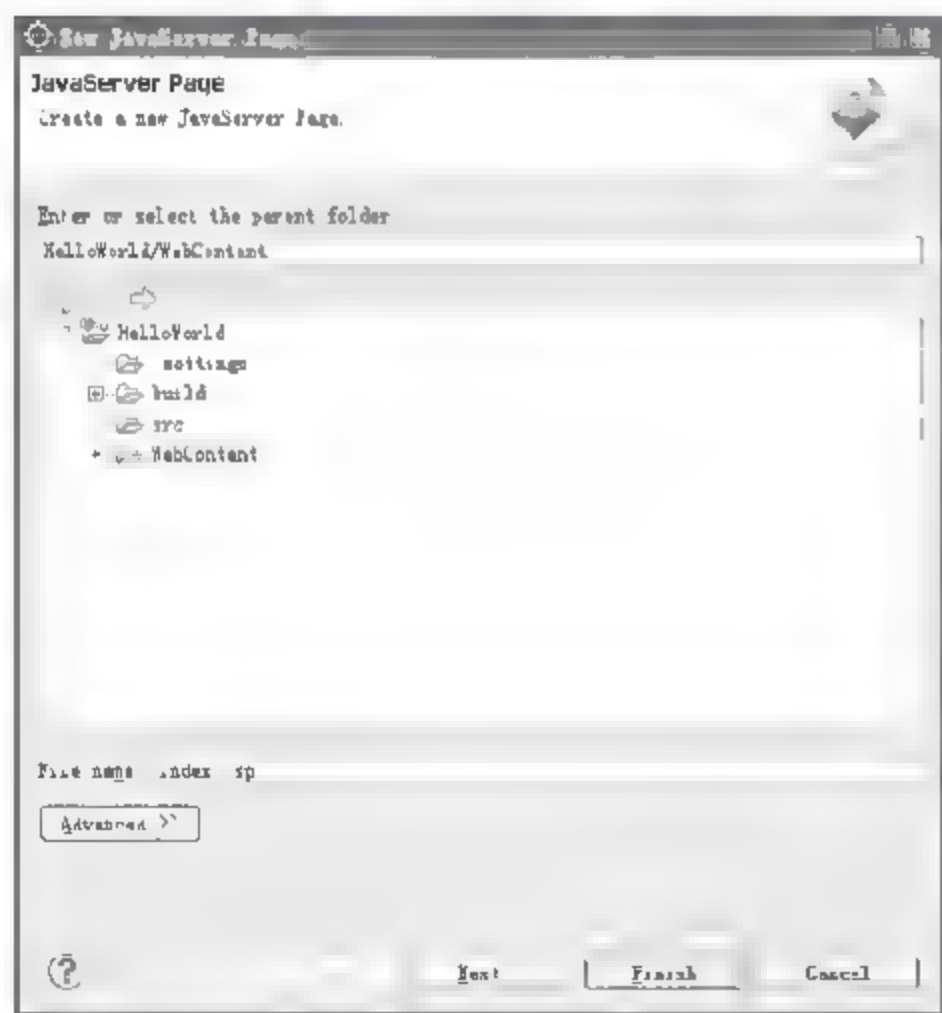 New JavaServer Page
JavaServer Page
Create a new JavaServer Page.
Enter or select the parent folder
HelloWorld/WebContent
HelloWorld
settings
build
src
WebContent
File name index sp
Advanced >>
Next
Finish
Cancel